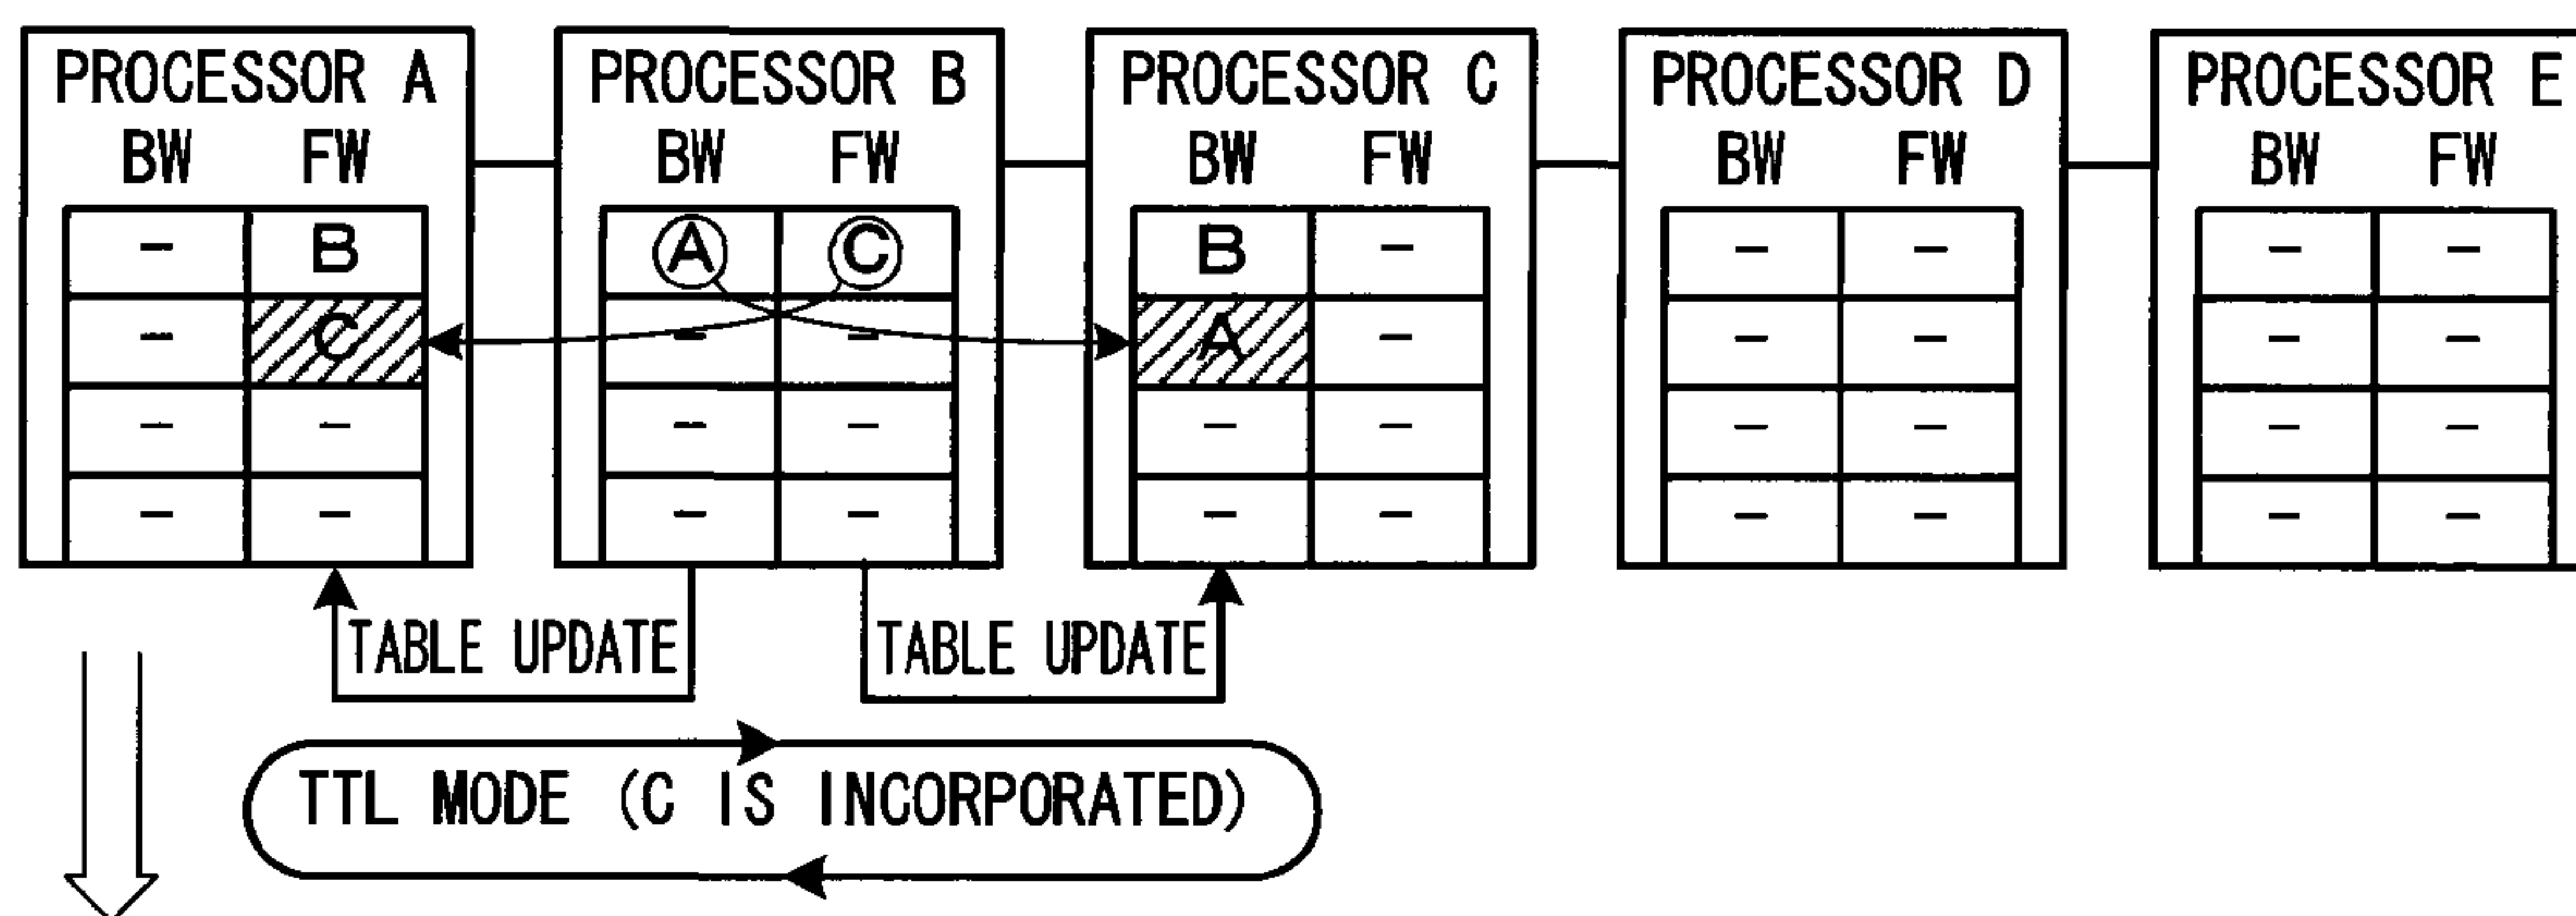 PROCESSOR A PROCESSOR B PROCESSOR C PROCESSOR D PROCESSOR E
BW FW BW FW BW FW BW FW BW FW
- B A C B - - - - -
- C - - A - - - - -
- - - - - - - - - -
- - - - - - - - - -
TABLE UPDATE TABLE UPDATE
TTL MODE (C IS INCORPORATED)